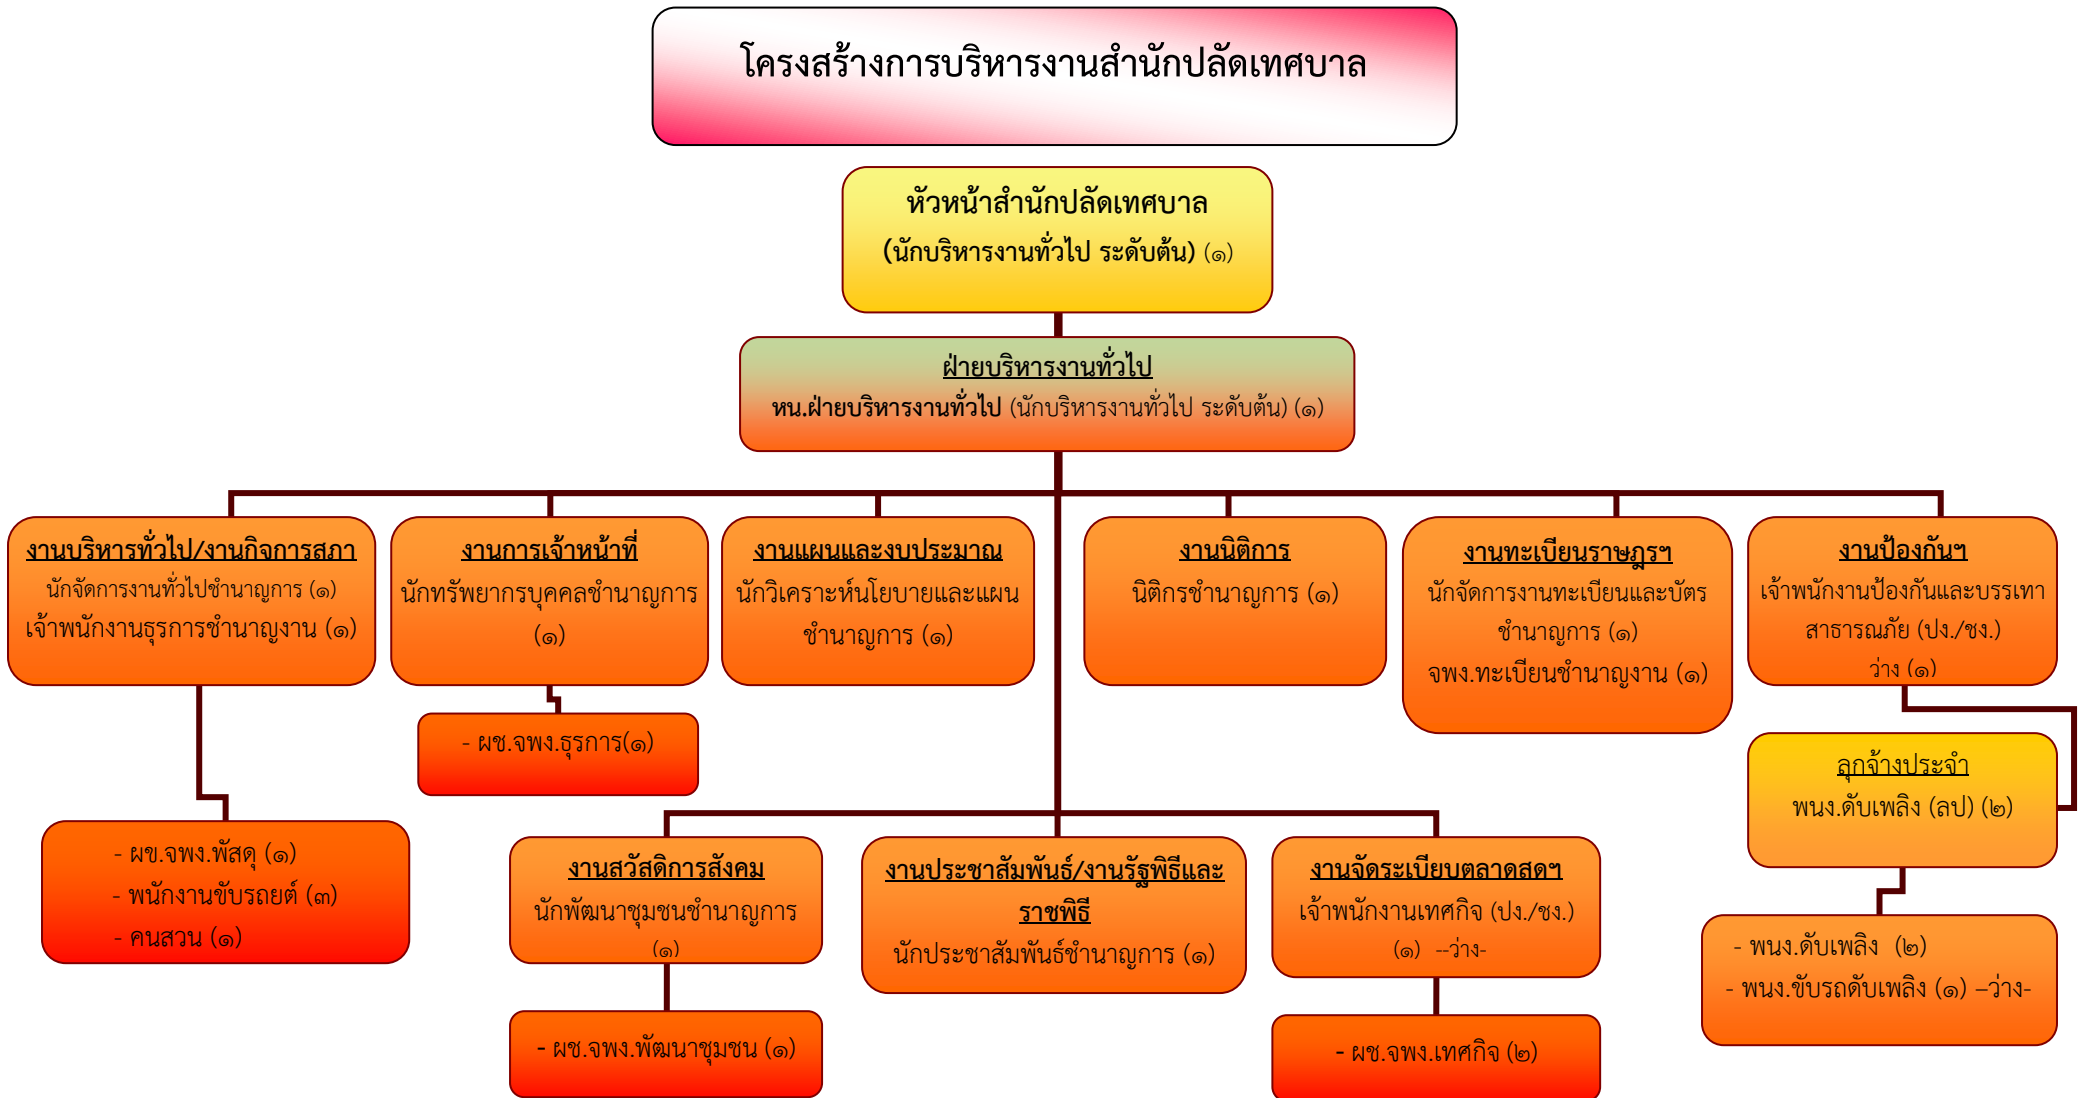 โครงสร้างการบริหารงานสำนักปลัดเทศบาล
หัวหน้าสำนักปลัดเทศบาล
(นักบริหารงานทั่วไป ระดับต้น) (๑)
ฝ่ายบริหารงานทั่วไป
หน.ฝ่ายบริหารงานทั่วไป (นักบริหารงานทั่วไป ระดับต้น) (๑)
งานบริหารทั่วไป/งานกิจการสภา
นักจัดการงานทั่วไปชำนาญการ (๑)
เจ้าพนักงานธุรการชำนาญงาน (๑)
งานการเจ้าหน้าที่
นักทรัพยากรบุคคลชำนาญการ
(๑)
งานแผนและงบประมาณ
นักวิเคราะห์นโยบายและแผน
ชำนาญการ (๑)
งานนิติการ
นิติกรชำนาญการ (๑)
งานทะเบียนราษฎรฯ
นักจัดการงานทะเบียนและบัตร
ชำนาญการ (๑)
จพง.ทะเบียนชำนาญงาน (๑)
งานป้องกันฯ
เจ้าพนักงานป้องกันและบรรเทา
สาธารณภัย (ปง./ชง.)
ว่าง (๑)
- ผช.จพง.ธุรการ(๑)
ลุกจ้างประจำ
พนง.ดับเพลิง (ลป) (๒)
- ผข.จพง.พัสดุ (๑)
- พนักงานขับรถยต์ (๓)
- คนสวน (๑)
งานสวัสดิการสังคม
นักพัฒนาชุมชนชำนาญการ
(๑)
งานประชาสัมพันธ์/งานรัฐพิธีและ
ราชพิธี
นักประชาสัมพันธ์ชำนาญการ (๑)
งานจัดระเบียบตลาดสดฯ
เจ้าพนักงานเทศกิจ (ปง./ชง.)
(๑) --ว่าง-
- พนง.ดับเพลิง (๒)
- พนง.ขับรถดับเพลิง (๑) –ว่าง-
- ผช.จพง.พัฒนาชุมชน (๑)
- ผช.จพง.เทศกิจ (๒)